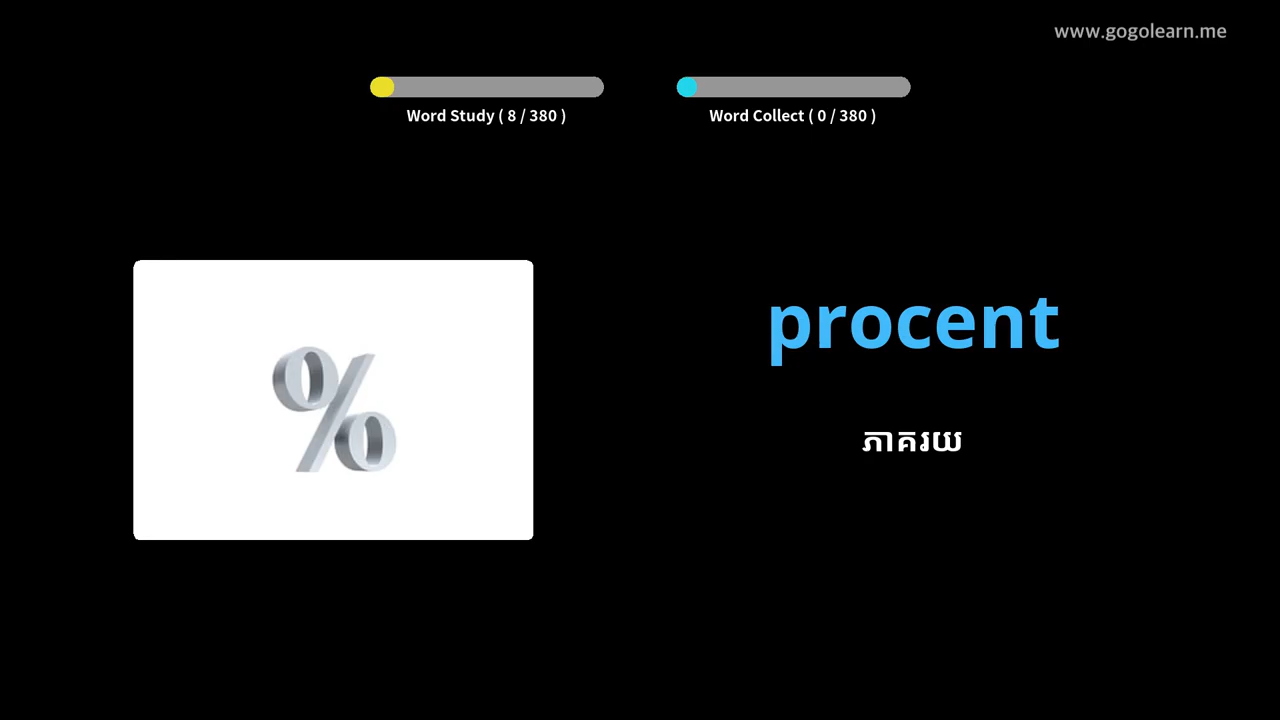 www.gogolearn.me
Word Study ( 8 / 380 )
Word Collect ( 0 / 380 )
%
procent
ភាគរយ